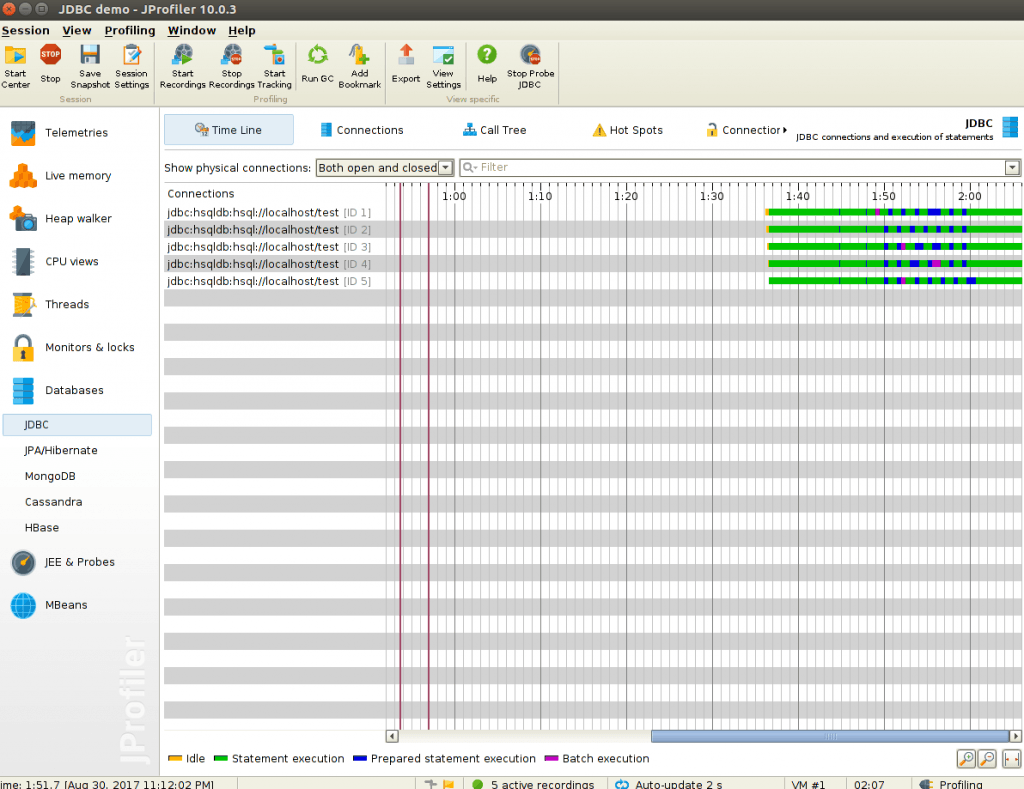 JDBC demo - JProfiler 10.0.3
Session View Profiling Window Help
Start Center
Stop
Save Snapshot
Session Settings
Start Recordings
Stop Recordings
Start Tracking
Run GC
Add Bookmark
Export
View Settings
Help
Stop Probe JDBC
Session
Profiling
View specific
STOP
Telemetries
Live memory
Heap walker
CPU views
Threads
Monitors & locks
Databases
JDBC
JPA/Hibernate
MongoDB
Cassandra
HBase
JEE & Probes
MBeans
JProfiler
Time Line
Connections
Call Tree
Hot Spots
Connection
JDBC
JDBC connections and execution of statements
Show physical connections: Both open and closed
Filter
Connections 1:00 1:10 1:20 1:30 1:40 1:50 2:00
jdbc:hsqldb:hsql://localhost/test [ID 1]
jdbc:hsqldb:hsql://localhost/test [ID 2]
jdbc:hsqldb:hsql://localhost/test [ID 3]
jdbc:hsqldb:hsql://localhost/test [ID 4]
jdbc:hsqldb:hsql://localhost/test [ID 5]
Idle Statement execution Prepared statement execution Batch execution
ime: 1:51.7 [Aug 30, 2017 11:12:02 PM] 5 active recordings Auto-update 2 s VM #1 02:07 Profiling